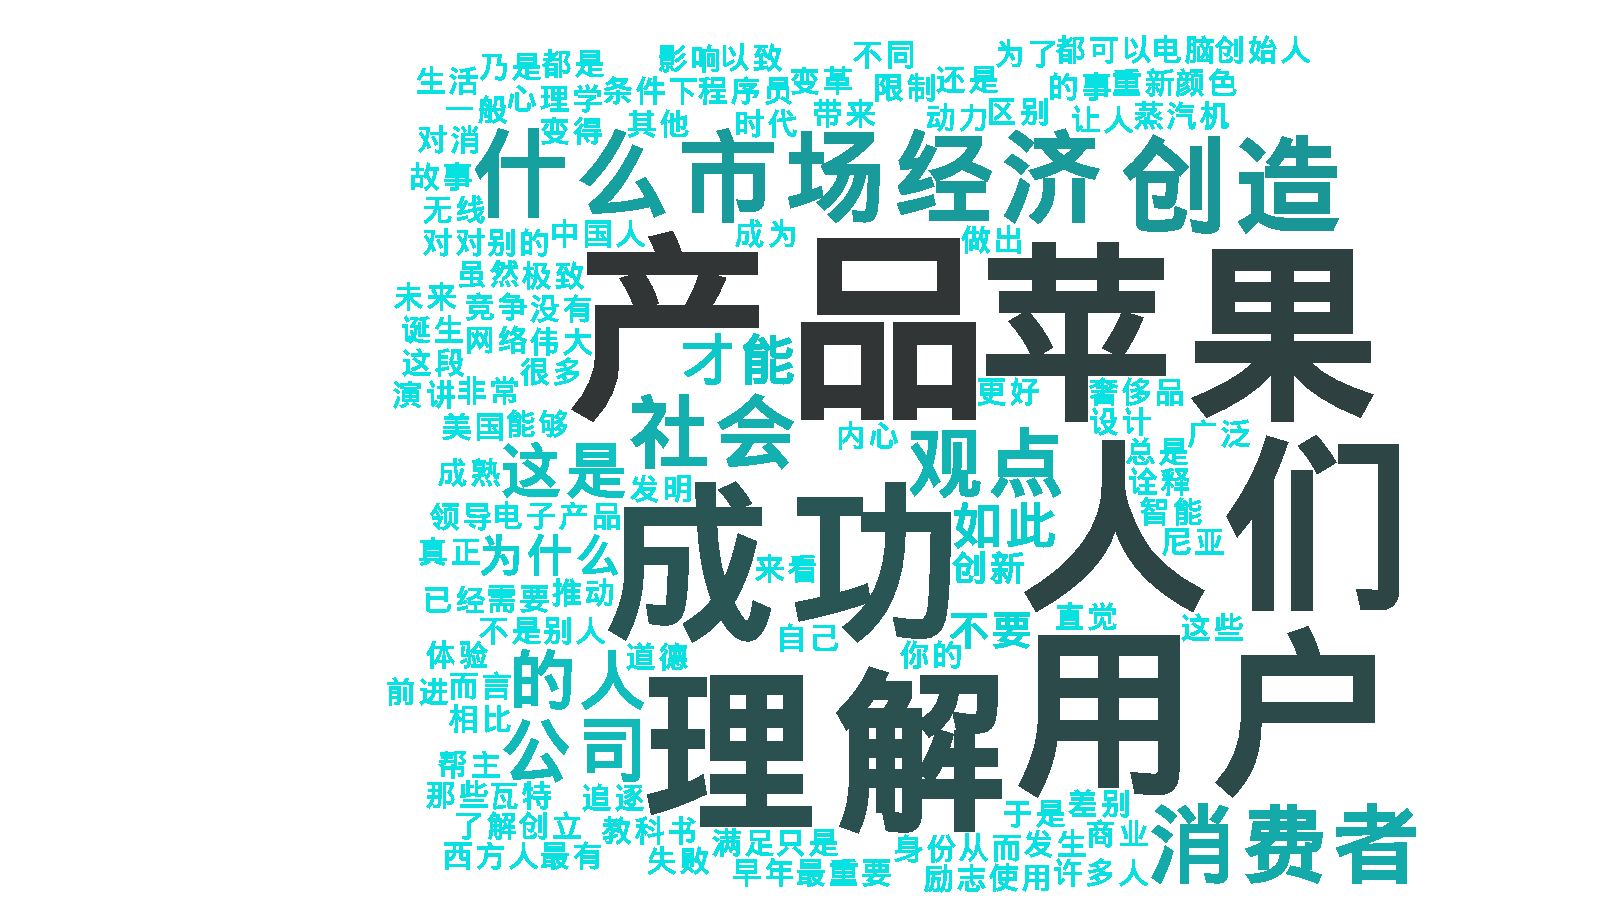 生活 乃是 都是 影响 以致 不同 为了 都可以 电脑 创始人
一般 心理学 条件下 程序员 变革 限制 还是 的事 重新 颜色
对消 变得 其他 时代 带来 动力 区别 让人 蒸汽机
故事 什么 市场经济 创造
无线
对对 别的 中国人 成为 做出
虽然 极致 产品 苹果
未来 竞争 没有
诞生 网络 伟大
这段 很多 才能
演讲 非常 更好 奢侈品
美国 能够 社会 内心 设计 广泛
成熟 这是 发明 观点 总是 人们
诠释
领导 电子产品 成功 如此 智能
真正 为什么 来看 创新 尼亚
已经 需要 推动
不是 别人 自己 不要 直觉 这些
体验 道德 你的
前进 而言 的人 理解 用户
相比
帮主 公司
那些 瓦特 追逐 于是 差别
了解 创立 教科书 满足 只是 身份 从而 发生 商业 消费者
西方人 最有 失败 早年 最重要 励志 使用 许多人